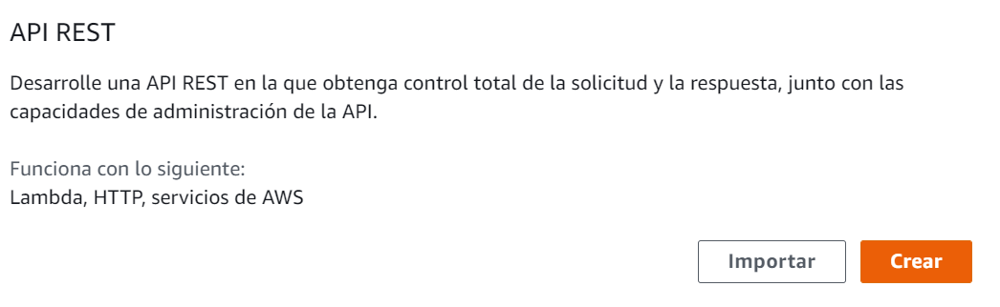 API REST
Desarrolle una API REST en la que obtenga control total de la solicitud y la respuesta, junto con las
capacidades de administración de la API.
Funciona con lo siguiente:
Lambda, HTTP, servicios de AWS
Importar
Crear